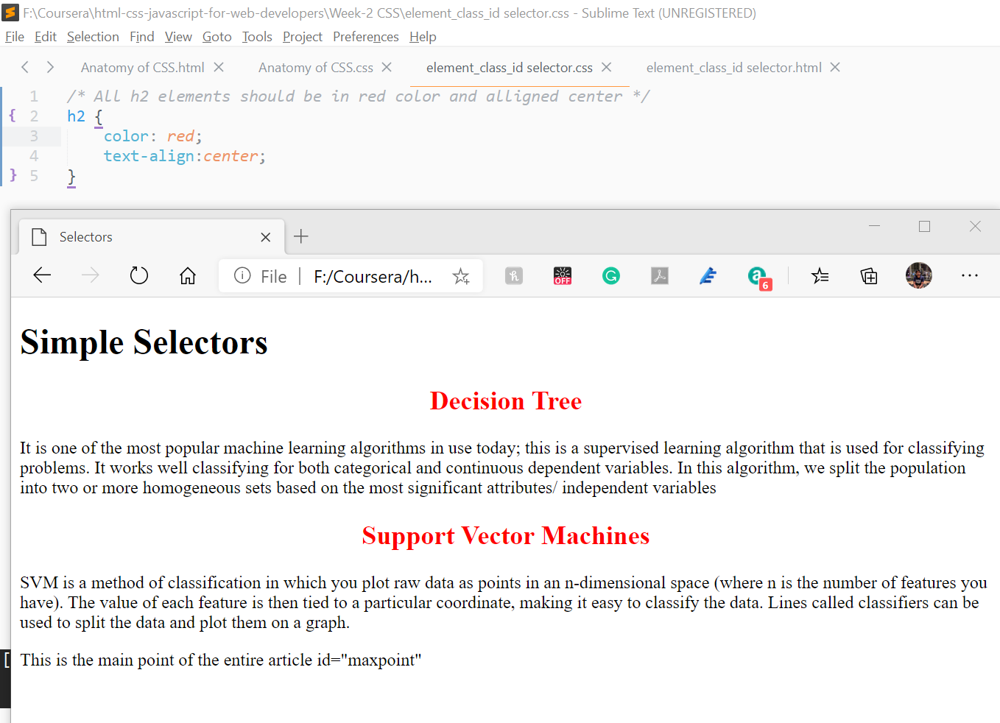 F:\Coursera\html-css-javascript-for-web-developers\Week-2 CSS\element_class_id selector.css - Sublime Text (UNREGISTERED)
File Edit Selection Find View Goto Tools Project Preferences Help
Anatomy of CSS.html Anatomy of CSS.css element_class_id selector.css element_class_id selector.html
1 /* All h2 elements should be in red color and alligned center */
{ 2 h2 {
3 color: red;
4 text-align:center;
} 5 }
Selectors
File F:/Coursera/h... OFF 6
Simple Selectors
Decision Tree
It is one of the most popular machine learning algorithms in use today; this is a supervised learning algorithm that is used for classifying
problems. It works well classifying for both categorical and continuous dependent variables. In this algorithm, we split the population
into two or more homogeneous sets based on the most significant attributes/ independent variables
Support Vector Machines
SVM is a method of classification in which you plot raw data as points in an n-dimensional space (where n is the number of features you
have). The value of each feature is then tied to a particular coordinate, making it easy to classify the data. Lines called classifiers can be
used to split the data and plot them on a graph.
[
This is the main point of the entire article id="maxpoint"